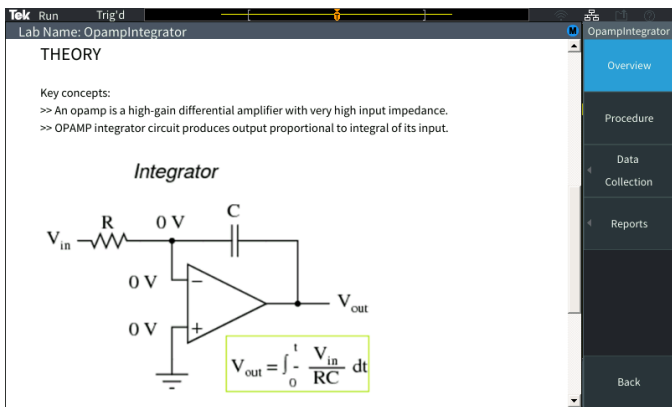 Tek Run Trig'd
Lab Name: OpampIntegrator
M
OpampIntegrator
THEORY
Key concepts:
>> An opamp is a high-gain differential amplifier with very high input impedance.
>> OPAMP integrator circuit produces output proportional to integral of its input.
Integrator
R 0 V C
Vin
0 V −
Vout
0 V +
Vout = ∫ t 0 - Vin / RC dt
Overview
Procedure
Data
Collection
Reports
Back